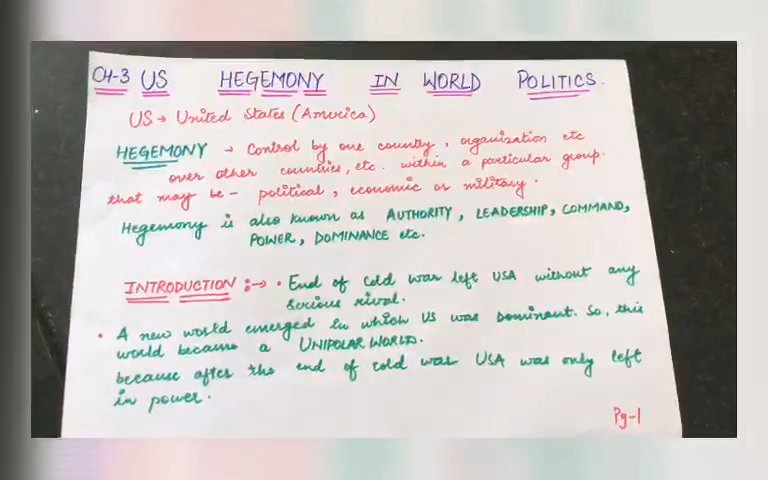 CH-3 US HEGEMONY IN WORLD POLITICS.
US → United States (America)
HEGEMONY → Control by one country, organization etc
over other countries, etc. within a particular group.
that may be - political, economic or military.
Hegemony is also known as AUTHORITY, LEADERSHIP, COMMAND,
POWER, DOMINANCE etc.
INTRODUCTION :→ • End of cold war left USA without any
serious rival.
• A new world emerged in which US was dominant. So, this
world became a UNIPOLAR WORLD.
because after the end of cold war USA was only left
in power.
Pg-1